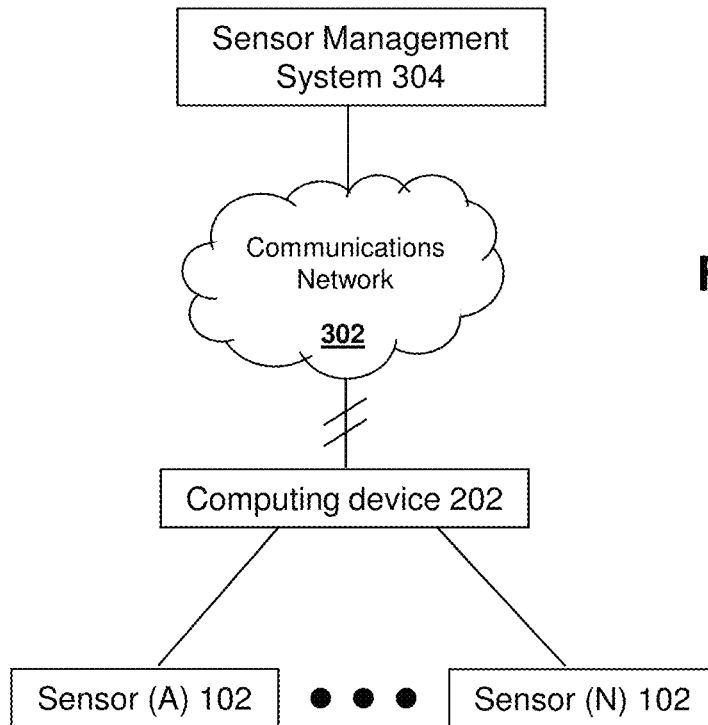 Sensor Management
System 304
Communications
Network
302
Computing device 202
Sensor (A) 102
Sensor (N) 102